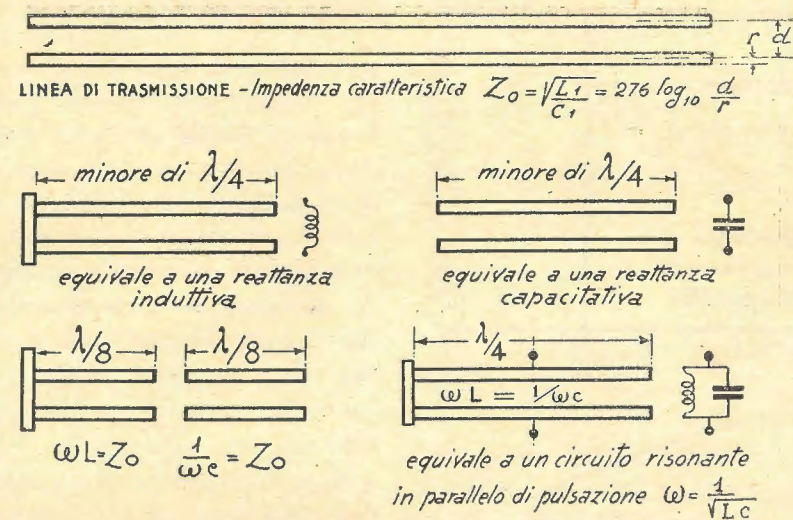 r d
LINEA DI TRASMISSIONE - Impedenza caratteristica Z₀ = √(L₁/C₁) = 276 log₁₀ d/r
minore di λ/4
minore di λ/4
equivale a una reattanza
induttiva
equivale a una reattanza
capacitativa
λ/8 λ/8
λ/4
ωL = 1/ωc
ωL = Z₀
1/ωc = Z₀
equivale a un circuito risonante
in parallelo di pulsazione ω = 1/√Lc